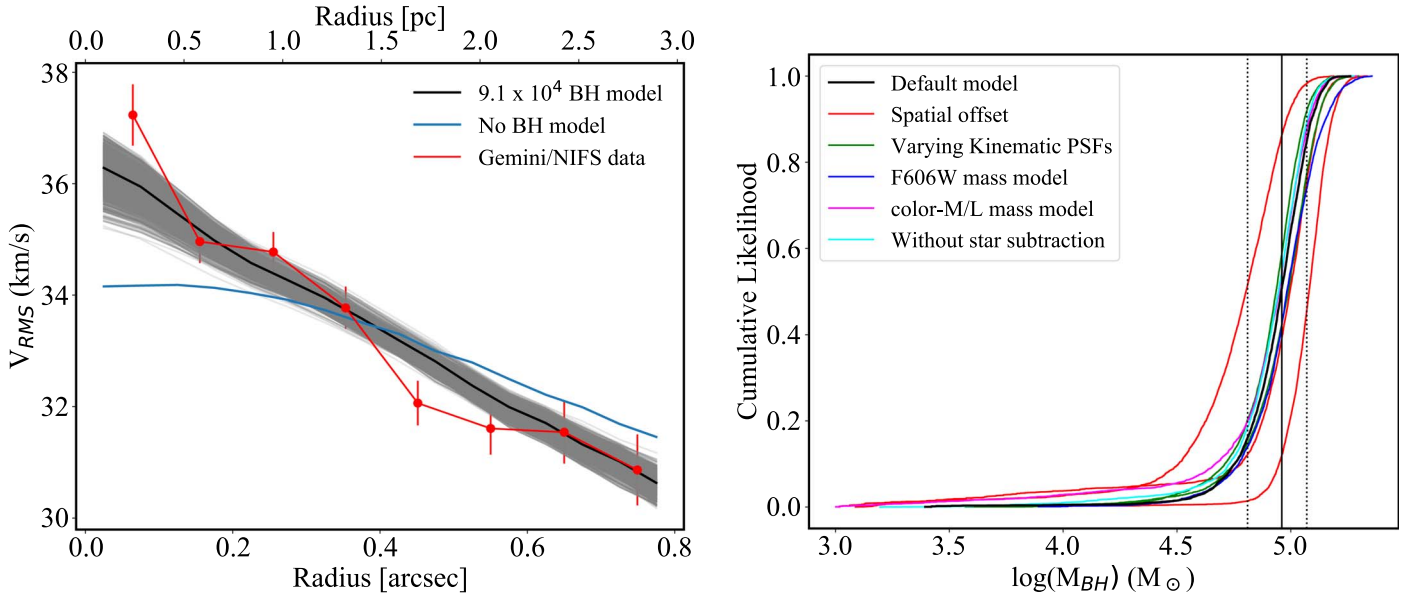 Radius [pc]
0.0 0.5 1.0 1.5 2.0 2.5 3.0
38
36
34
32
30
V_RMS (km/s)
9.1 x 10⁴ BH model
No BH model
Gemini/NIFS data
0.0 0.2 0.4 0.6 0.8
Radius [arcsec]
1.0
0.8
0.6
0.4
0.2
0.0
Cumulative Likelihood
Default model
Spatial offset
Varying Kinematic PSFs
F606W mass model
color-M/L mass model
Without star subtraction
3.0 3.5 4.0 4.5 5.0
log(M_BH) (M_⊙)